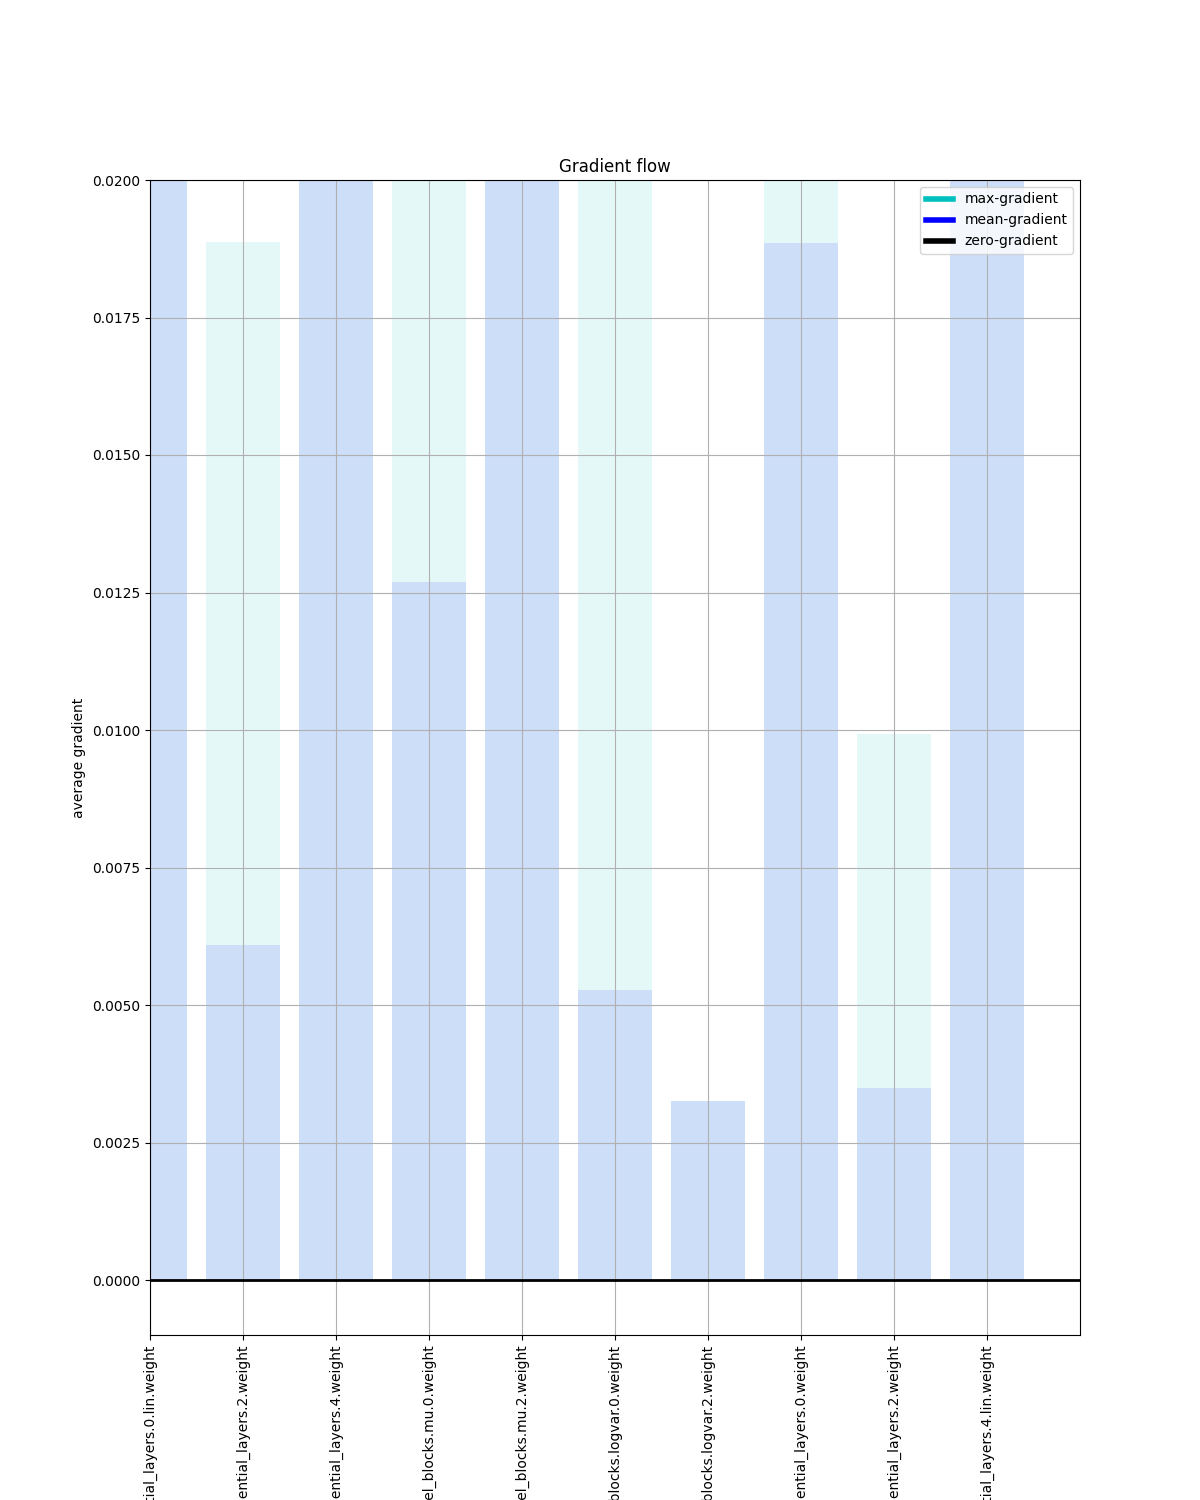 Gradient flow
max-gradient
mean-gradient
zero-gradient
0.0200
0.0175
0.0150
0.0125
0.0100
0.0075
0.0050
0.0025
0.0000
average gradient
tial_layers.0.lin.weight
ential_layers.2.weight
ential_layers.4.weight
el_blocks.mu.0.weight
el_blocks.mu.2.weight
blocks.logvar.0.weight
blocks.logvar.2.weight
ential_layers.0.weight
ential_layers.2.weight
tial_layers.4.lin.weight